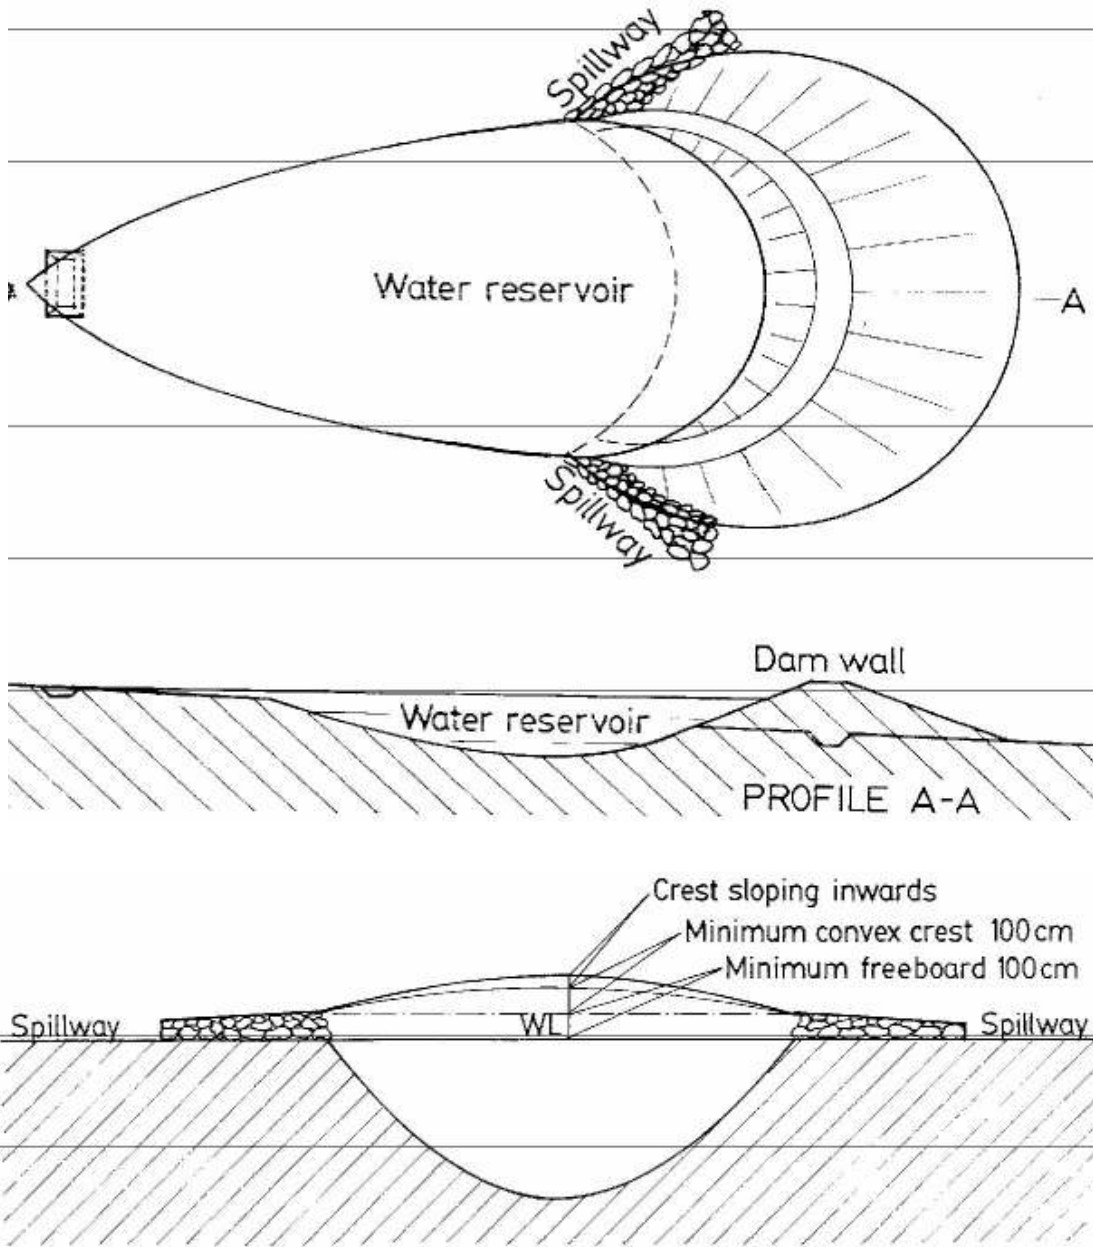 Spillway
Water reservoir
A
Spillway
Dam wall
Water reservoir
PROFILE A-A
Crest sloping inwards
Minimum convex crest 100cm
Minimum freeboard 100cm
Spillway
WL
Spillway